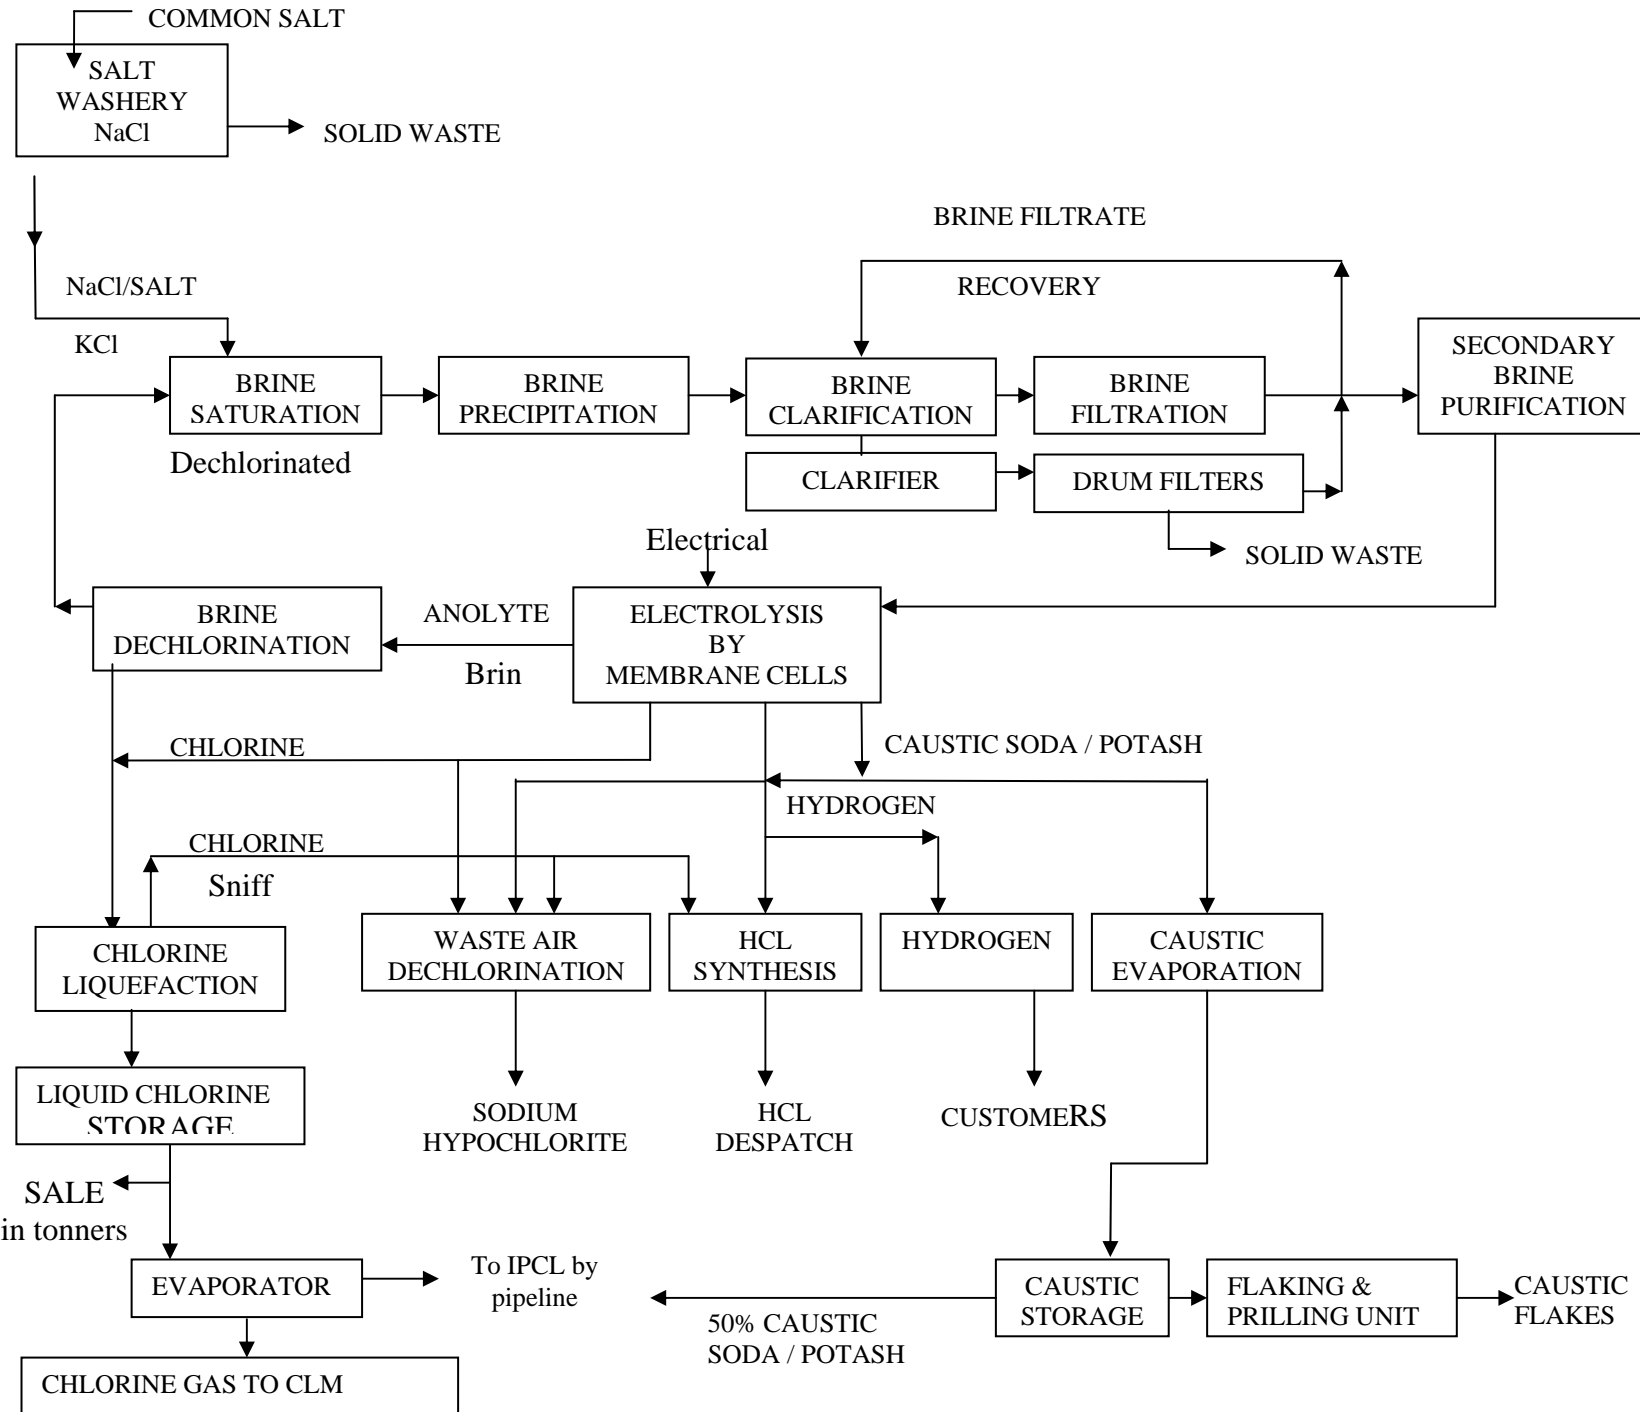 COMMON SALT
SALT
WASHERY
NaCl
SOLID WASTE
BRINE FILTRATE
NaCl/SALT
RECOVERY
KCl
BRINE
SATURATION
BRINE
PRECIPITATION
BRINE
CLARIFICATION
BRINE
FILTRATION
SECONDARY
BRINE
PURIFICATION
Dechlorinated
CLARIFIER
DRUM FILTERS
SOLID WASTE
Electrical
BRINE
DECHLORINATION
ANOLYTE
Brin
ELECTROLYSIS
BY
MEMBRANE CELLS
CHLORINE
CAUSTIC SODA / POTASH
HYDROGEN
CHLORINE
Sniff
CHLORINE
LIQUEFACTION
WASTE AIR
DECHLORINATION
HCL
SYNTHESIS
HYDROGEN
CAUSTIC
EVAPORATION
LIQUID CHLORINE
STORAGE
SODIUM
HYPOCHLORITE
HCL
DESPATCH
CUSTOMERS
SALE
in tonners
EVAPORATOR
To IPCL by
pipeline
50% CAUSTIC
SODA / POTASH
CAUSTIC
STORAGE
FLAKING &
PRILLING UNIT
CAUSTIC
FLAKES
CHLORINE GAS TO CLM